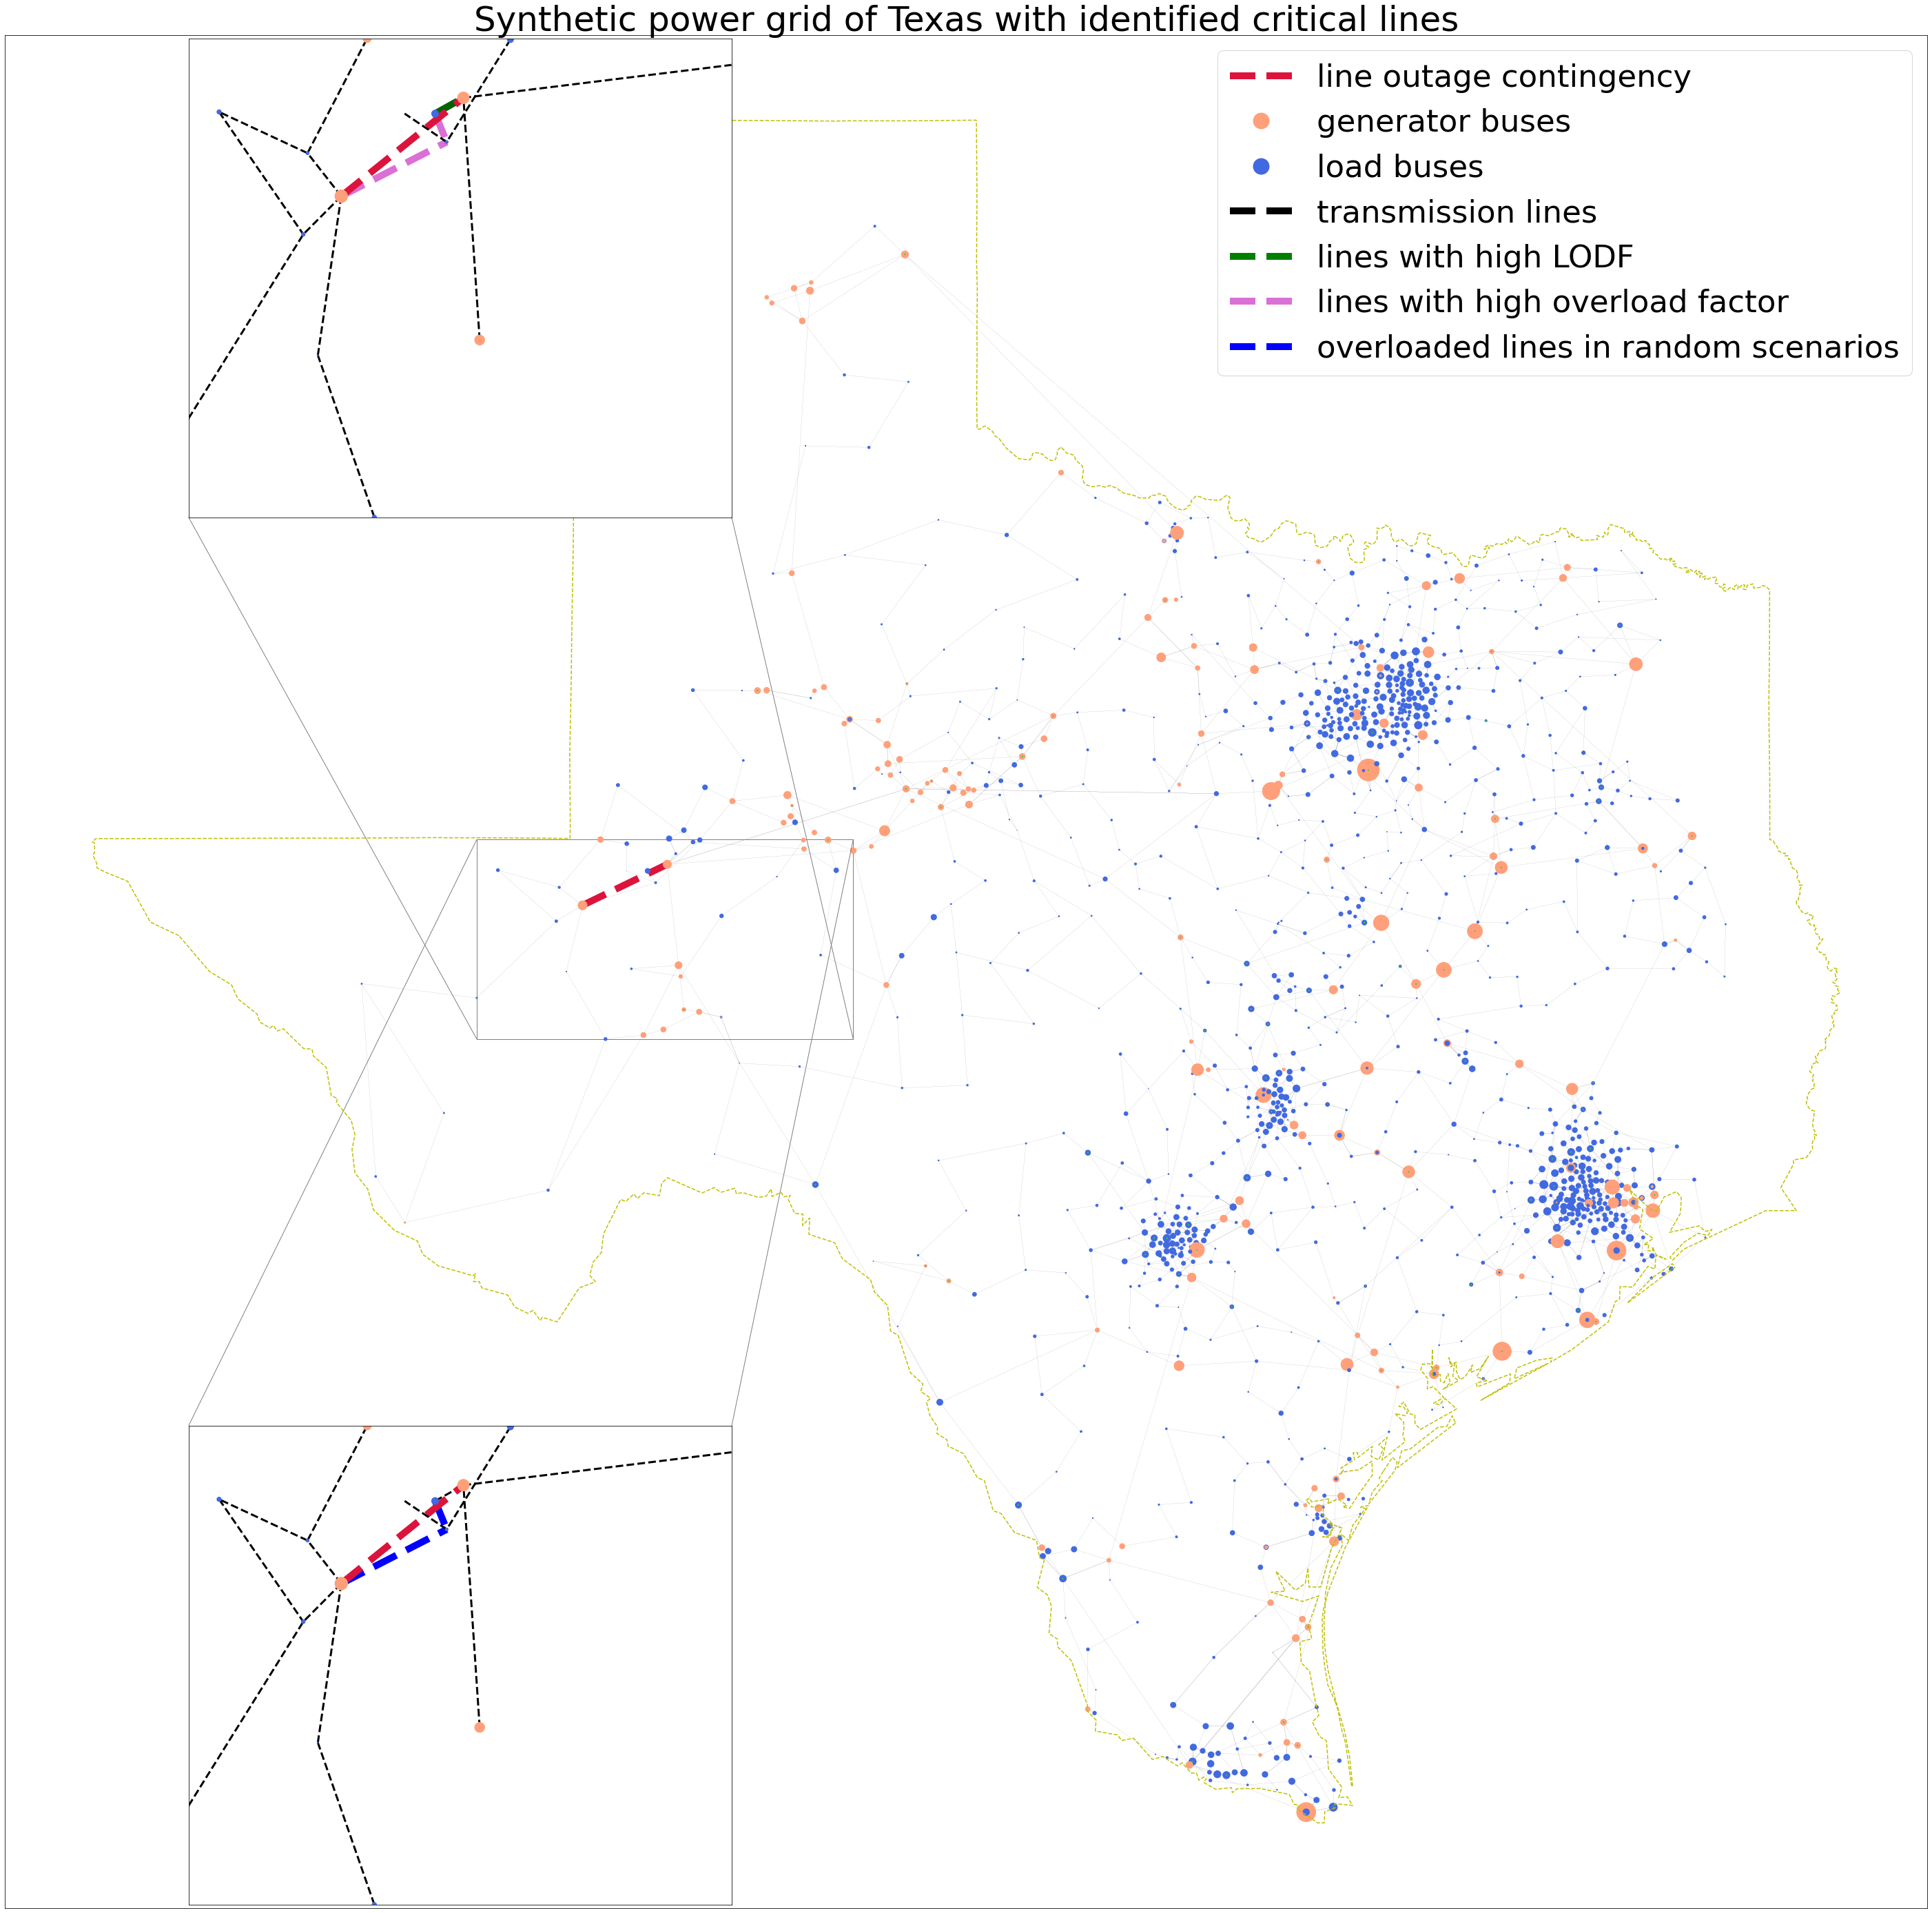 Synthetic power grid of Texas with identified critical lines
line outage contingency
generator buses
load buses
transmission lines
lines with high LODF
lines with high overload factor
overloaded lines in random scenarios